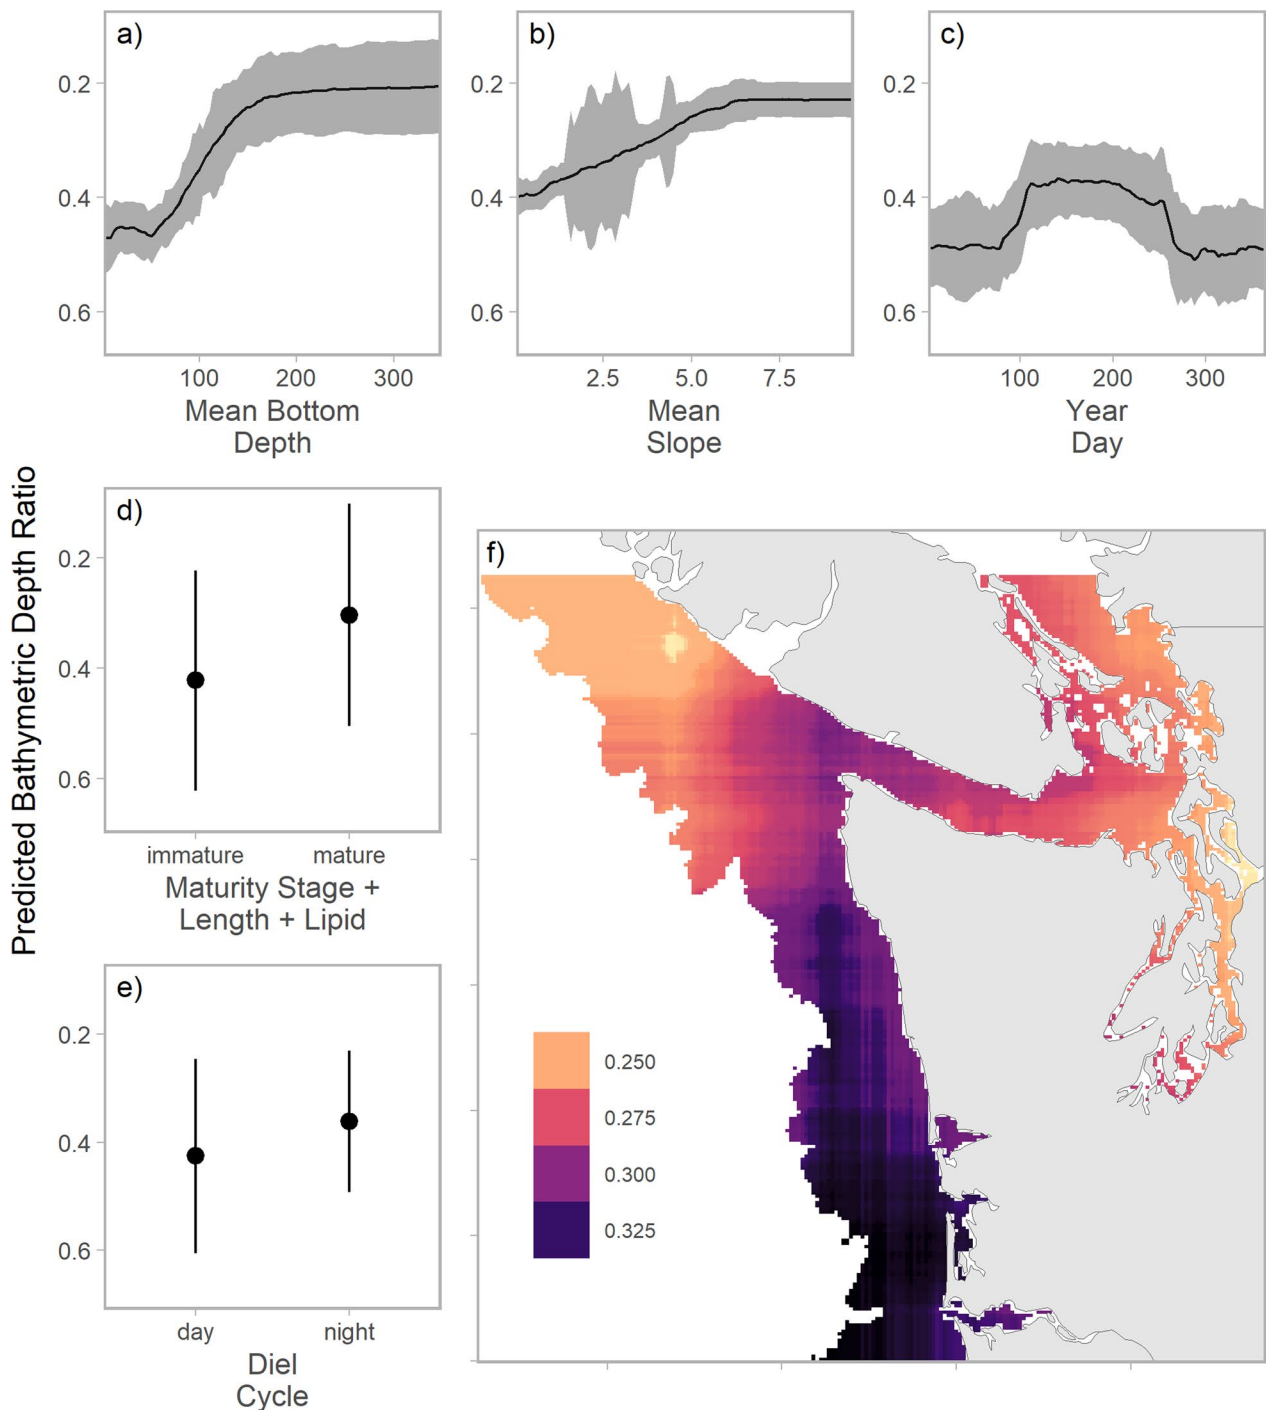 a)
0.2
0.4
0.6
100
200
300
Mean Bottom
Depth
b)
0.2
0.4
0.6
2.5
5.0
7.5
Mean
Slope
c)
0.2
0.4
0.6
100
200
300
Year
Day
Predicted Bathymetric Depth Ratio
d)
0.2
0.4
0.6
immature
mature
Maturity Stage +
Length + Lipid
e)
0.2
0.4
0.6
day
night
Diel
Cycle
f)
0.250
0.275
0.300
0.325